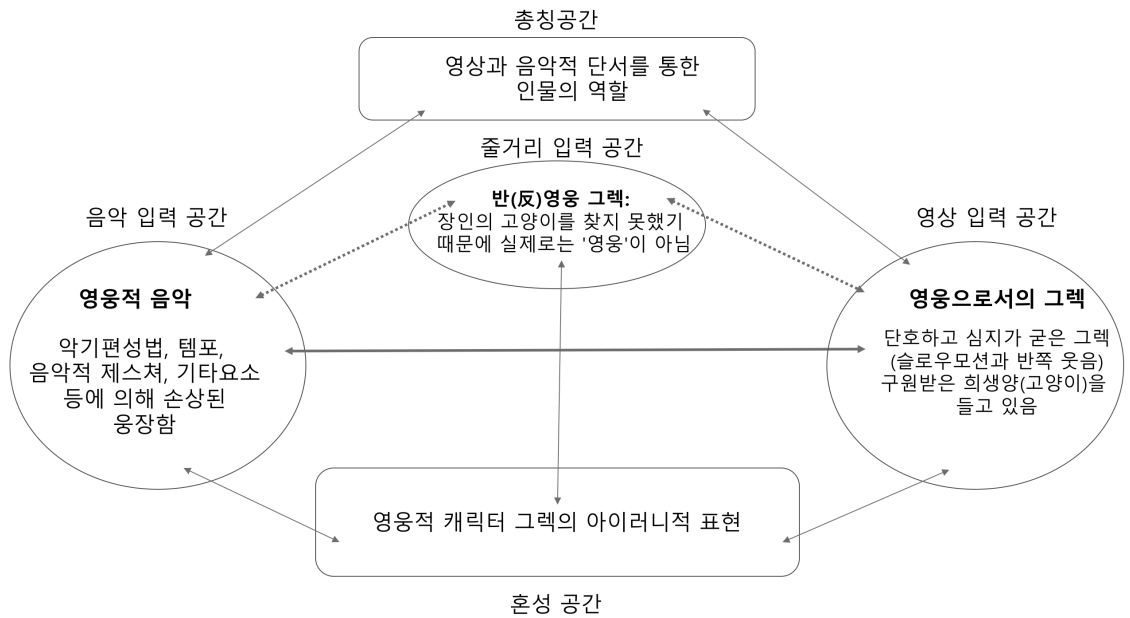 총칭공간
영상과 음악적 단서를 통한
인물의 역할
줄거리 입력 공간
반(反)영웅 그렉:
장인의 고양이를 찾지 못했기
때문에 실제로는 '영웅'이 아님
음악 입력 공간
영웅적 음악
악기편성법, 템포,
음악적 제스쳐, 기타요소
등에 의해 손상된
웅장함
영상 입력 공간
영웅으로서의 그렉
단호하고 심지가 굳은 그렉
(슬로우모션과 반쪽 웃음)
구원받은 희생양(고양이)을
들고 있음
영웅적 캐릭터 그렉의 아이러니적 표현
혼성 공간